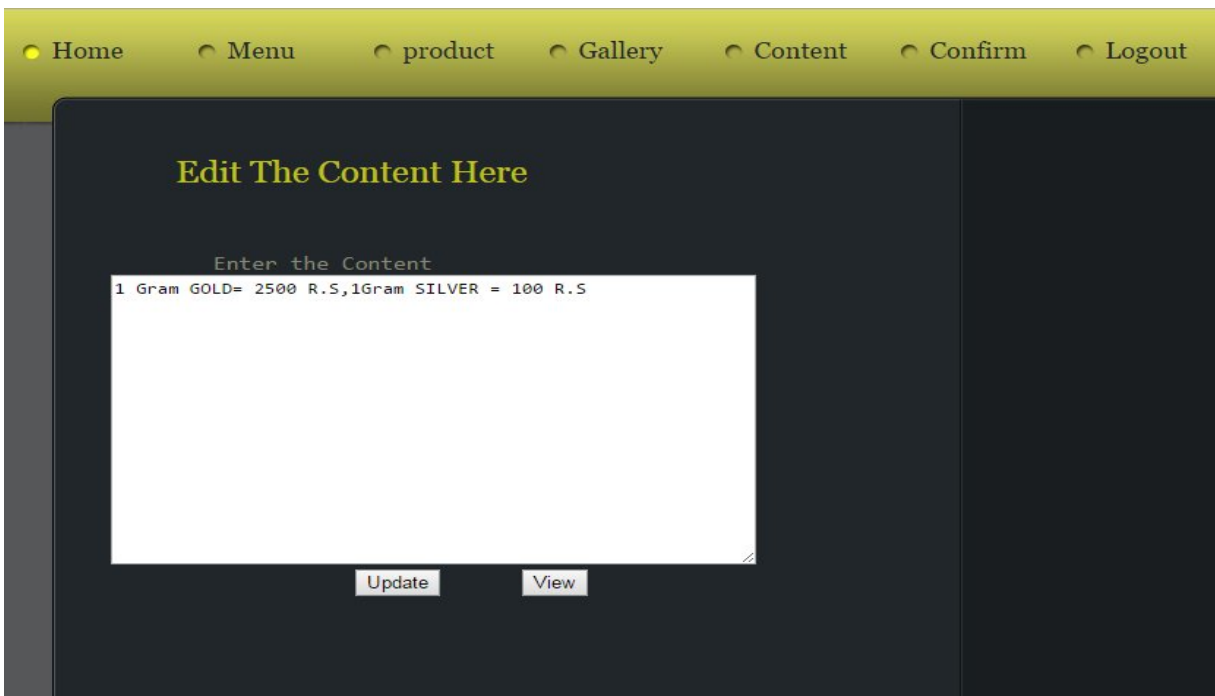 Home Menu product Gallery Content Confirm Logout
Edit The Content Here
Enter the Content
1 Gram GOLD= 2500 R.S,1Gram SILVER = 100 R.S
Update View